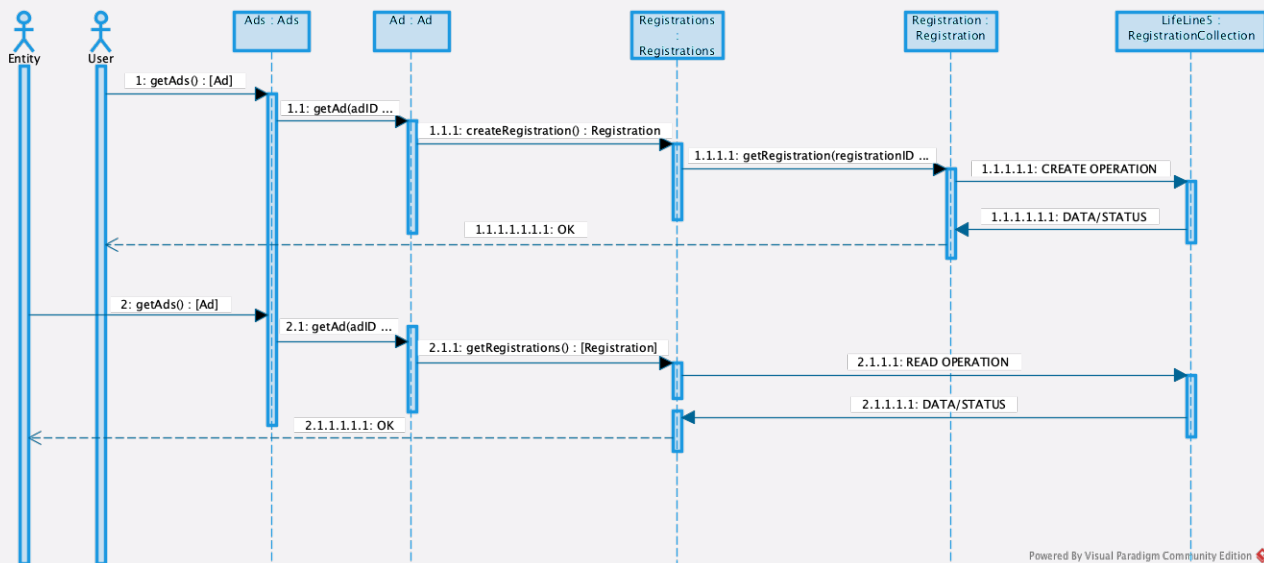 Ads : Ads
Ad : Ad
Registrations
:
Registrations
Registration :
Registration
LifeLine5 :
RegistrationCollection
Entity
User
1: getAds() : [Ad]
1.1: getAd(adID ...
1.1.1: createRegistration() : Registration
1.1.1.1: getRegistration(registrationID ...
1.1.1.1.1: CREATE OPERATION
1.1.1.1.1.1: DATA/STATUS
1.1.1.1.1.1.1: OK
2: getAds() : [Ad]
2.1: getAd(adID ...
2.1.1: getRegistrations() : [Registration]
2.1.1.1: READ OPERATION
2.1.1.1.1: DATA/STATUS
2.1.1.1.1.1: OK
Powered By Visual Paradigm Community Edition